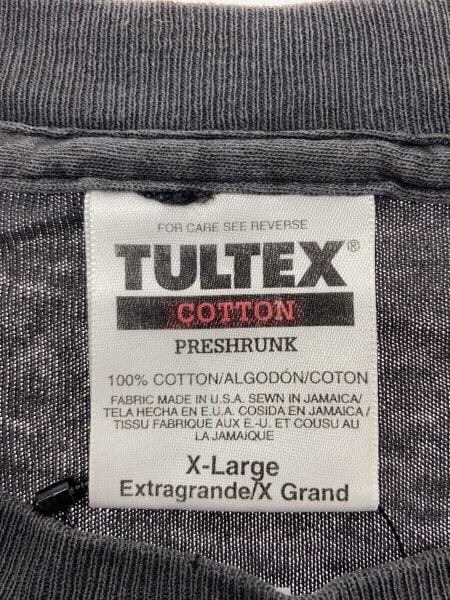 FOR CARE SEE REVERSE
TULTEX®
COTTON
PRESHRUNK
100% COTTON/ALGODÓN/COTON
FABRIC MADE IN U.S.A. SEWN IN JAMAICA/
TELA HECHA EN E.U.A. COSIDA EN JAMAICA/
TISSU FABRIQUE AUX E.-U. ET COUSU AU
LA JAMAÏQUE
X-Large
Extragrande/X Grand